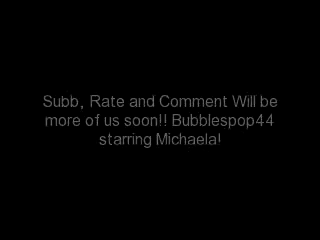 Subb, Rate and Comment Will be
more of us soon!! Bubblespop44
starring Michaela!